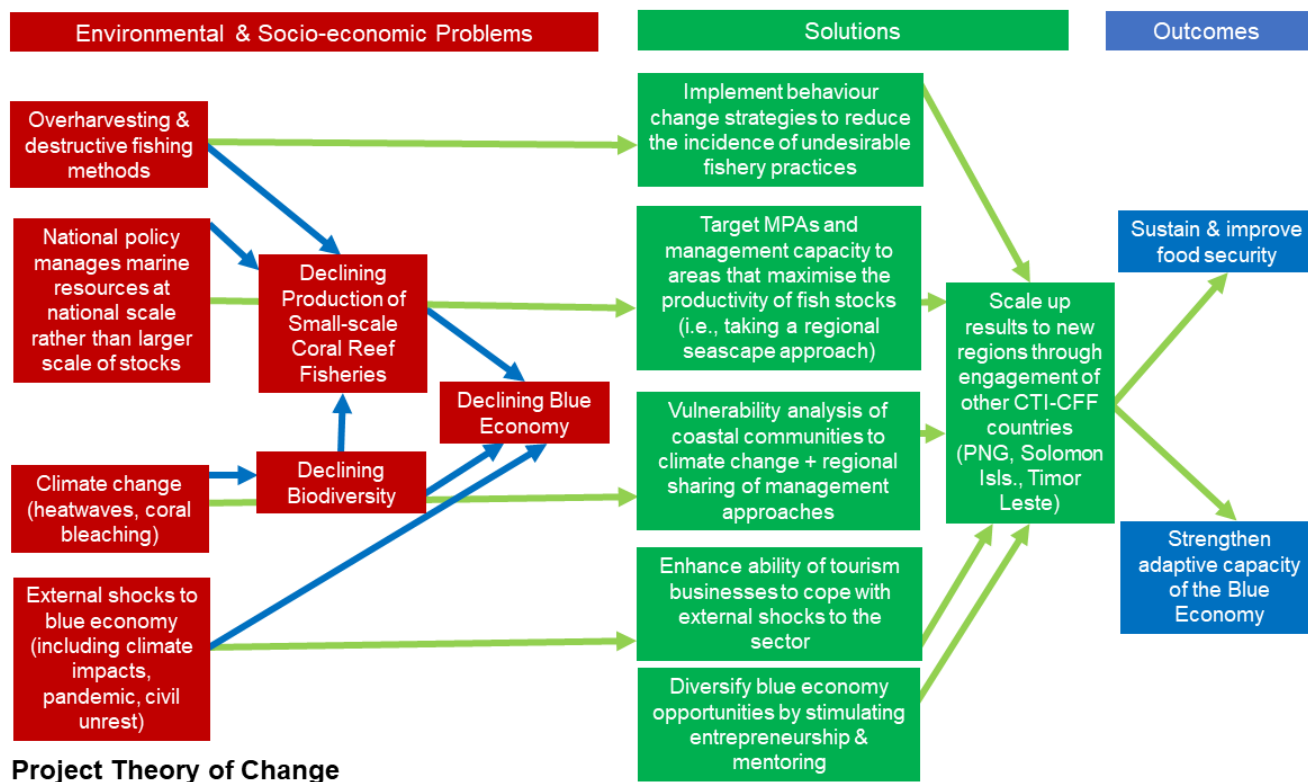 Environmental & Socio-economic Problems
Solutions
Outcomes
Overharvesting &
destructive fishing
methods
National policy
manages marine
resources at
national scale
rather than larger
scale of stocks
Climate change
(heatwaves, coral
bleaching)
External shocks to
blue economy
(including climate
impacts,
pandemic, civil
unrest)
Declining
Production of
Small-scale
Coral Reef
Fisheries
Declining
Biodiversity
Declining Blue
Economy
Implement behaviour
change strategies to reduce
the incidence of undesirable
fishery practices
Target MPAs and
management capacity to
areas that maximise the
productivity of fish stocks
(i.e., taking a regional
seascape approach)
Vulnerability analysis of
coastal communities to
climate change + regional
sharing of management
approaches
Enhance ability of tourism
businesses to cope with
external shocks to the
sector
Diversify blue economy
opportunities by stimulating
entrepreneurship &
mentoring
Scale up
results to new
regions through
engagement of
other CTI-CFF
countries
(PNG, Solomon
Isls., Timor
Leste)
Sustain & improve
food security
Strengthen
adaptive capacity
of the Blue
Economy
Project Theory of Change